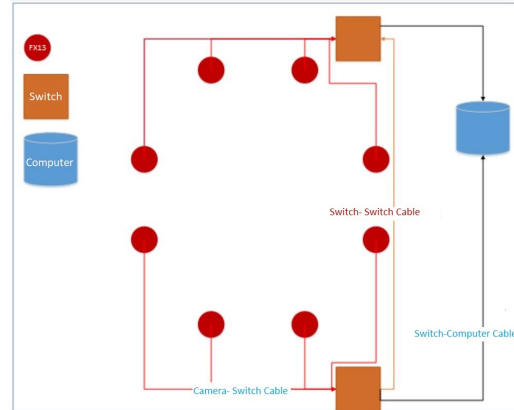 FX13
Switch
Computer
Switch- Switch Cable
Switch-Computer Cable
Camera- Switch Cable